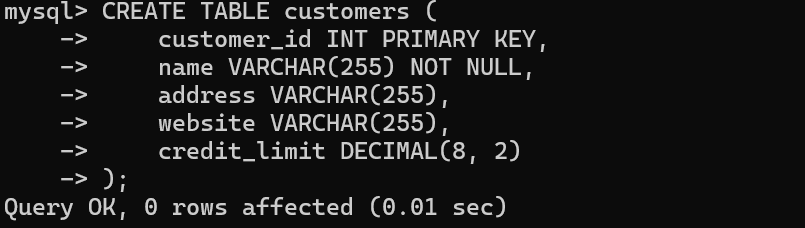 mysql> CREATE TABLE customers (
    ->     customer_id INT PRIMARY KEY,
    ->     name VARCHAR(255) NOT NULL,
    ->     address VARCHAR(255),
    ->     website VARCHAR(255),
    ->     credit_limit DECIMAL(8, 2)
    -> );
Query OK, 0 rows affected (0.01 sec)